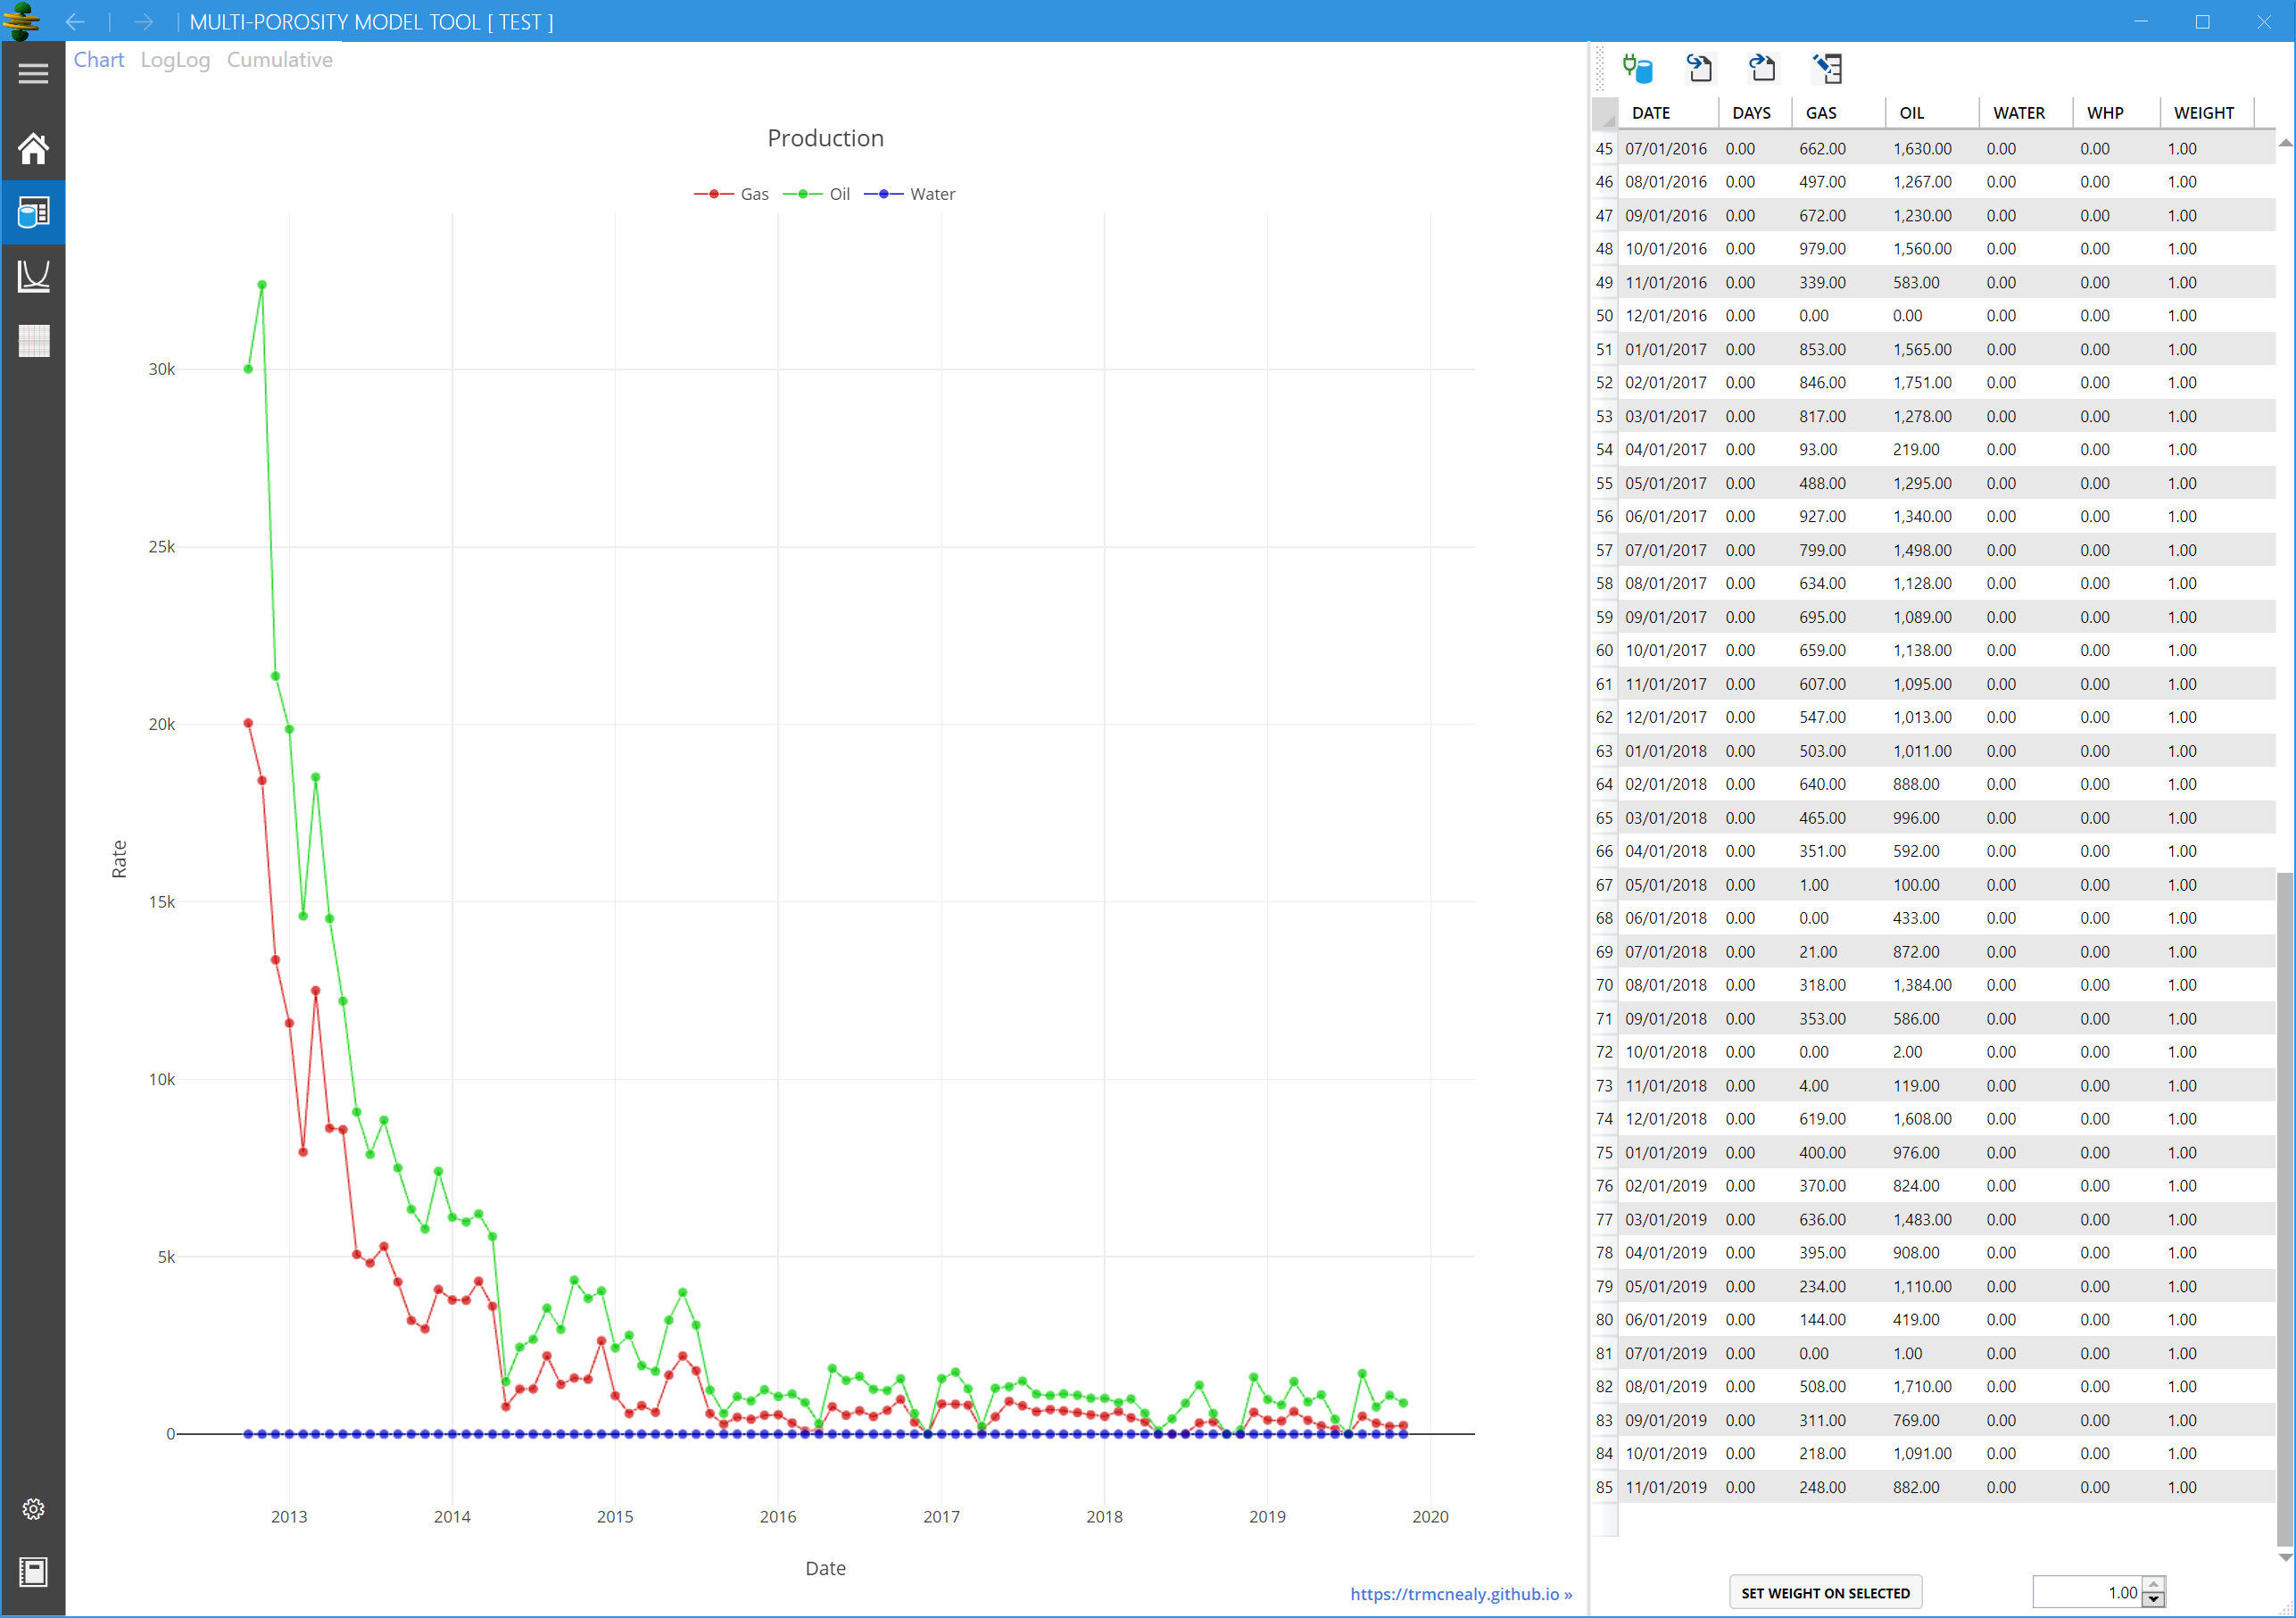 MULTI-POROSITY MODEL TOOL [ TEST ]
Chart LogLog Cumulative
Production
Gas Oil Water
30k
25k
20k
15k
10k
5k
0
Rate
2013 2014 2015 2016 2017 2018 2019 2020
Date
https://trmcnealy.github.io »
DATE DAYS GAS OIL WATER WHP WEIGHT
45 07/01/2016 0.00 662.00 1,630.00 0.00 0.00 1.00
46 08/01/2016 0.00 497.00 1,267.00 0.00 0.00 1.00
47 09/01/2016 0.00 672.00 1,230.00 0.00 0.00 1.00
48 10/01/2016 0.00 979.00 1,560.00 0.00 0.00 1.00
49 11/01/2016 0.00 339.00 583.00 0.00 0.00 1.00
50 12/01/2016 0.00 0.00 0.00 0.00 0.00 1.00
51 01/01/2017 0.00 853.00 1,565.00 0.00 0.00 1.00
52 02/01/2017 0.00 846.00 1,751.00 0.00 0.00 1.00
53 03/01/2017 0.00 817.00 1,278.00 0.00 0.00 1.00
54 04/01/2017 0.00 93.00 219.00 0.00 0.00 1.00
55 05/01/2017 0.00 488.00 1,295.00 0.00 0.00 1.00
56 06/01/2017 0.00 927.00 1,340.00 0.00 0.00 1.00
57 07/01/2017 0.00 799.00 1,498.00 0.00 0.00 1.00
58 08/01/2017 0.00 634.00 1,128.00 0.00 0.00 1.00
59 09/01/2017 0.00 695.00 1,089.00 0.00 0.00 1.00
60 10/01/2017 0.00 659.00 1,138.00 0.00 0.00 1.00
61 11/01/2017 0.00 607.00 1,095.00 0.00 0.00 1.00
62 12/01/2017 0.00 547.00 1,013.00 0.00 0.00 1.00
63 01/01/2018 0.00 503.00 1,011.00 0.00 0.00 1.00
64 02/01/2018 0.00 640.00 888.00 0.00 0.00 1.00
65 03/01/2018 0.00 465.00 996.00 0.00 0.00 1.00
66 04/01/2018 0.00 351.00 592.00 0.00 0.00 1.00
67 05/01/2018 0.00 1.00 100.00 0.00 0.00 1.00
68 06/01/2018 0.00 0.00 433.00 0.00 0.00 1.00
69 07/01/2018 0.00 21.00 872.00 0.00 0.00 1.00
70 08/01/2018 0.00 318.00 1,384.00 0.00 0.00 1.00
71 09/01/2018 0.00 353.00 586.00 0.00 0.00 1.00
72 10/01/2018 0.00 0.00 2.00 0.00 0.00 1.00
73 11/01/2018 0.00 4.00 119.00 0.00 0.00 1.00
74 12/01/2018 0.00 619.00 1,608.00 0.00 0.00 1.00
75 01/01/2019 0.00 400.00 976.00 0.00 0.00 1.00
76 02/01/2019 0.00 370.00 824.00 0.00 0.00 1.00
77 03/01/2019 0.00 636.00 1,483.00 0.00 0.00 1.00
78 04/01/2019 0.00 395.00 908.00 0.00 0.00 1.00
79 05/01/2019 0.00 234.00 1,110.00 0.00 0.00 1.00
80 06/01/2019 0.00 144.00 419.00 0.00 0.00 1.00
81 07/01/2019 0.00 0.00 1.00 0.00 0.00 1.00
82 08/01/2019 0.00 508.00 1,710.00 0.00 0.00 1.00
83 09/01/2019 0.00 311.00 769.00 0.00 0.00 1.00
84 10/01/2019 0.00 218.00 1,091.00 0.00 0.00 1.00
85 11/01/2019 0.00 248.00 882.00 0.00 0.00 1.00
SET WEIGHT ON SELECTED 1.00